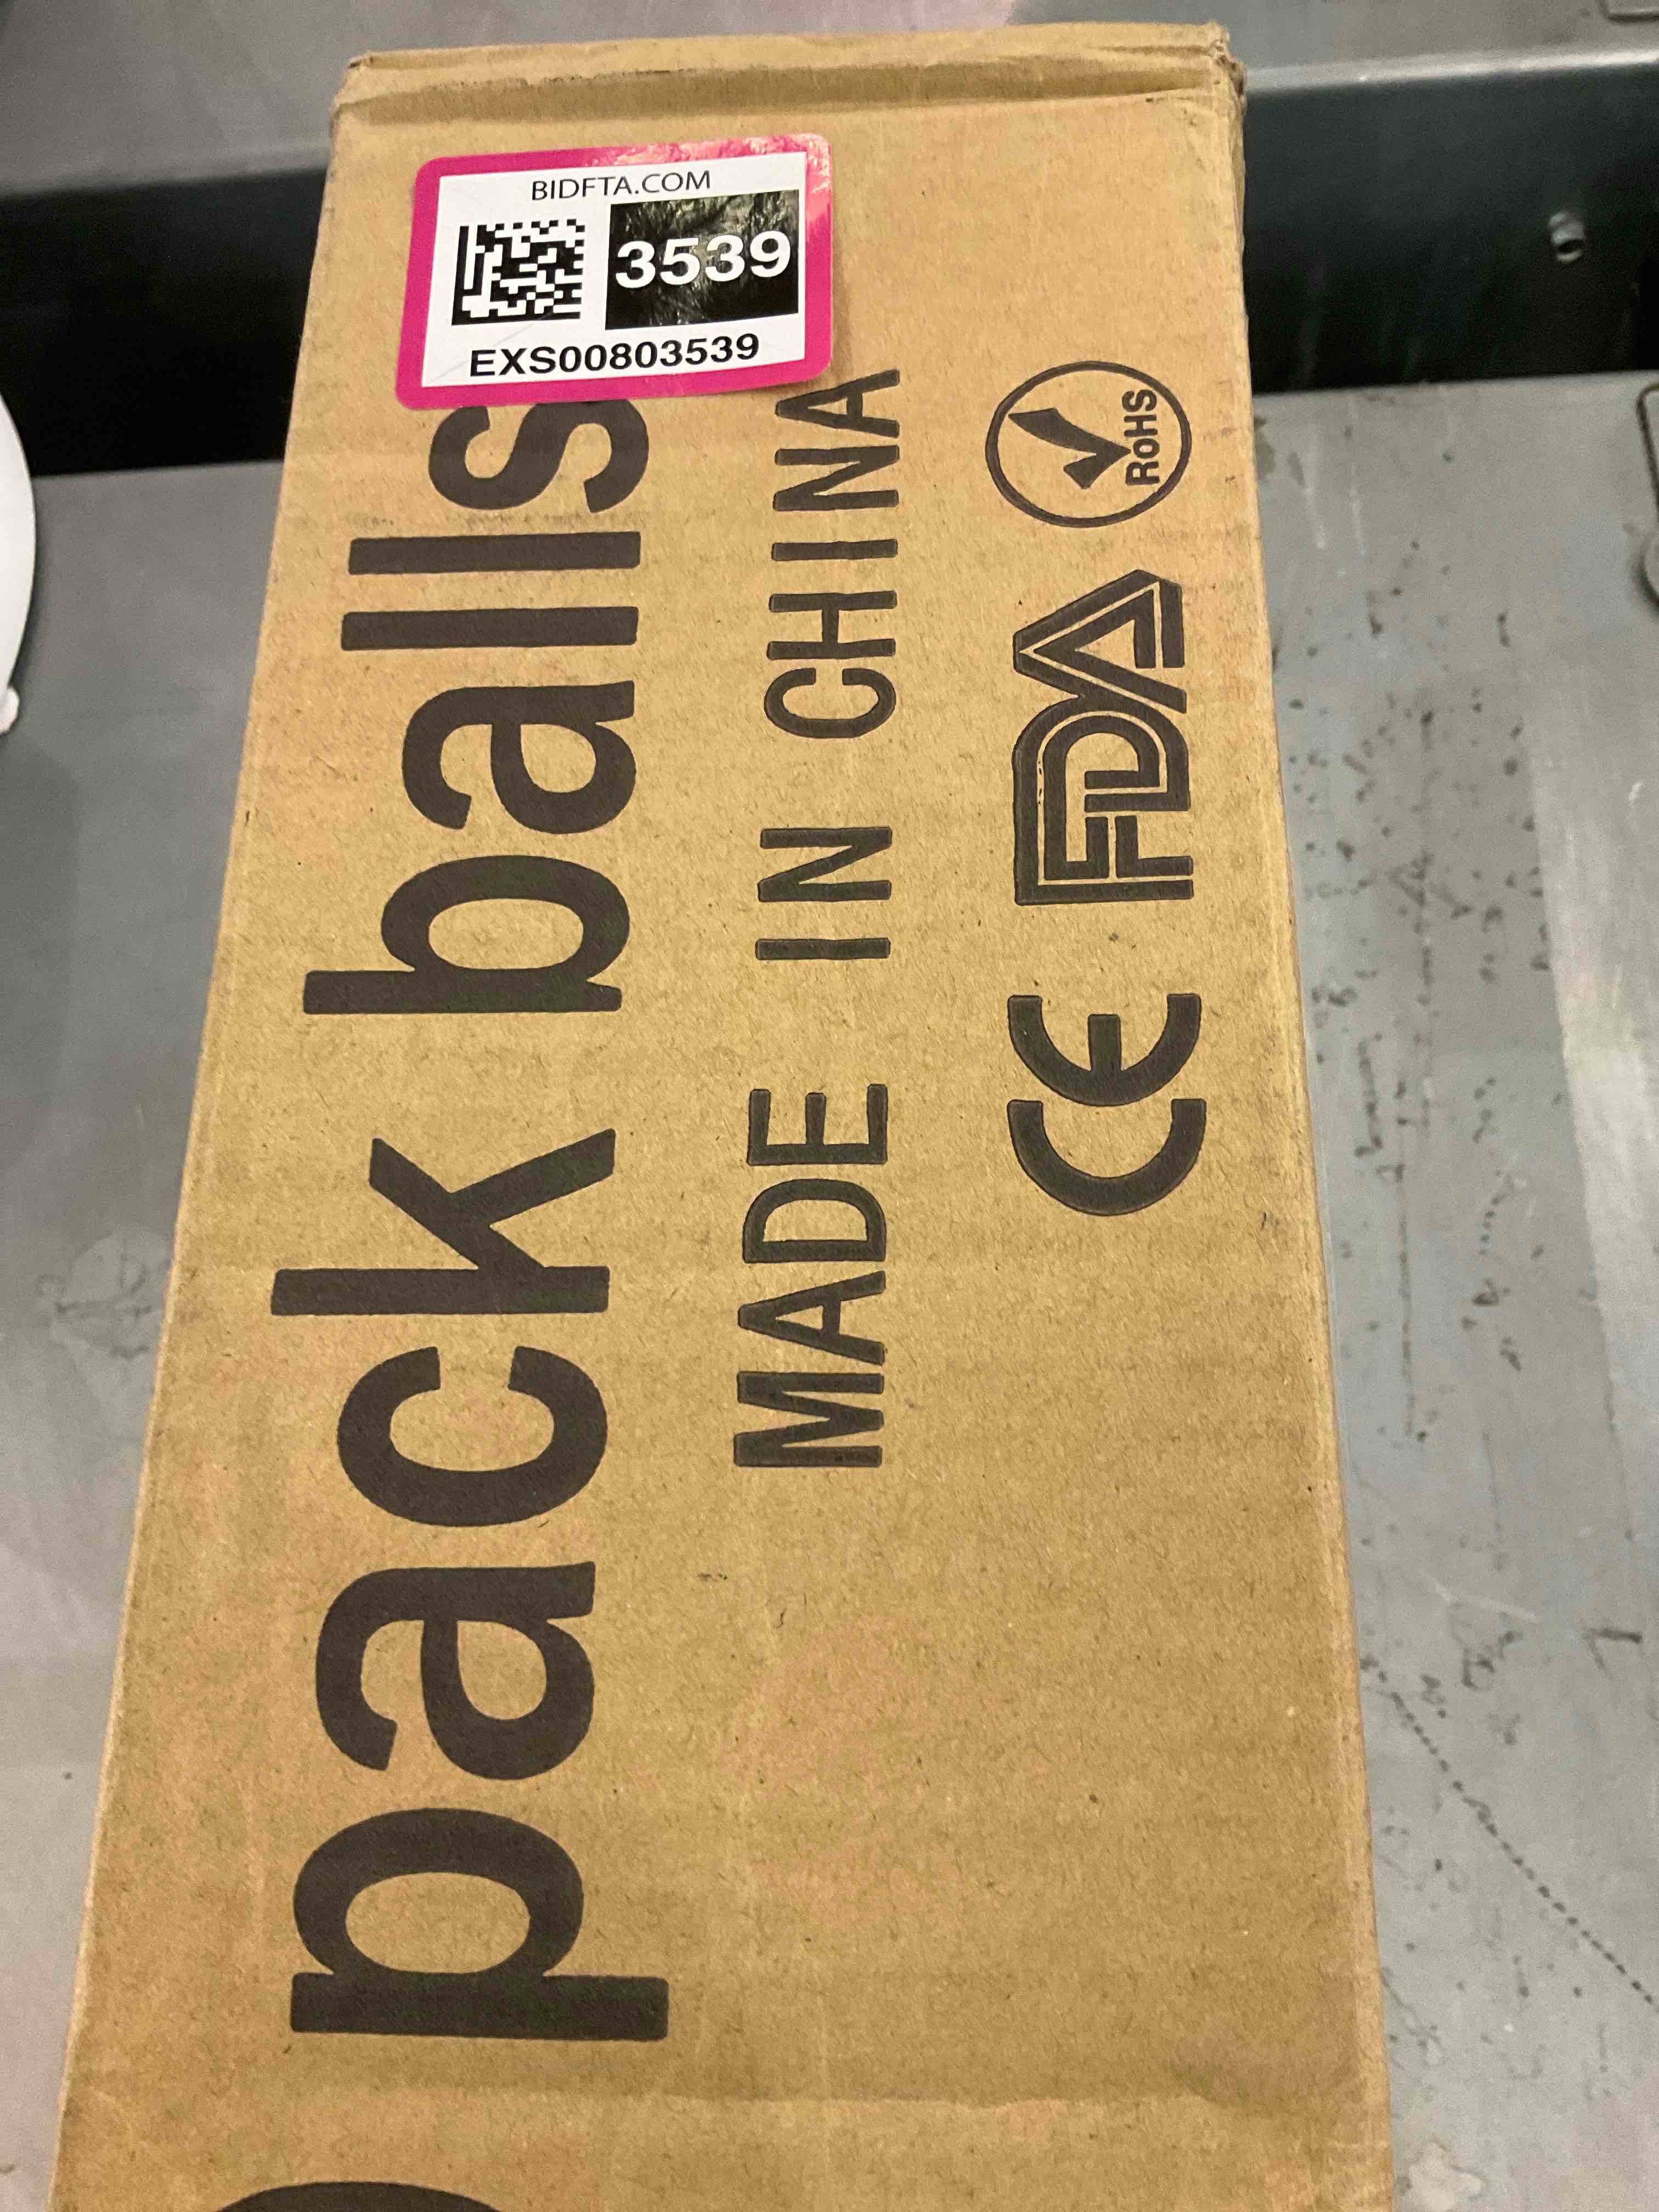 BIDFTA.COM
3539
EXS00803539
pack balls
MADE IN CHINA
CE FDA RoHS